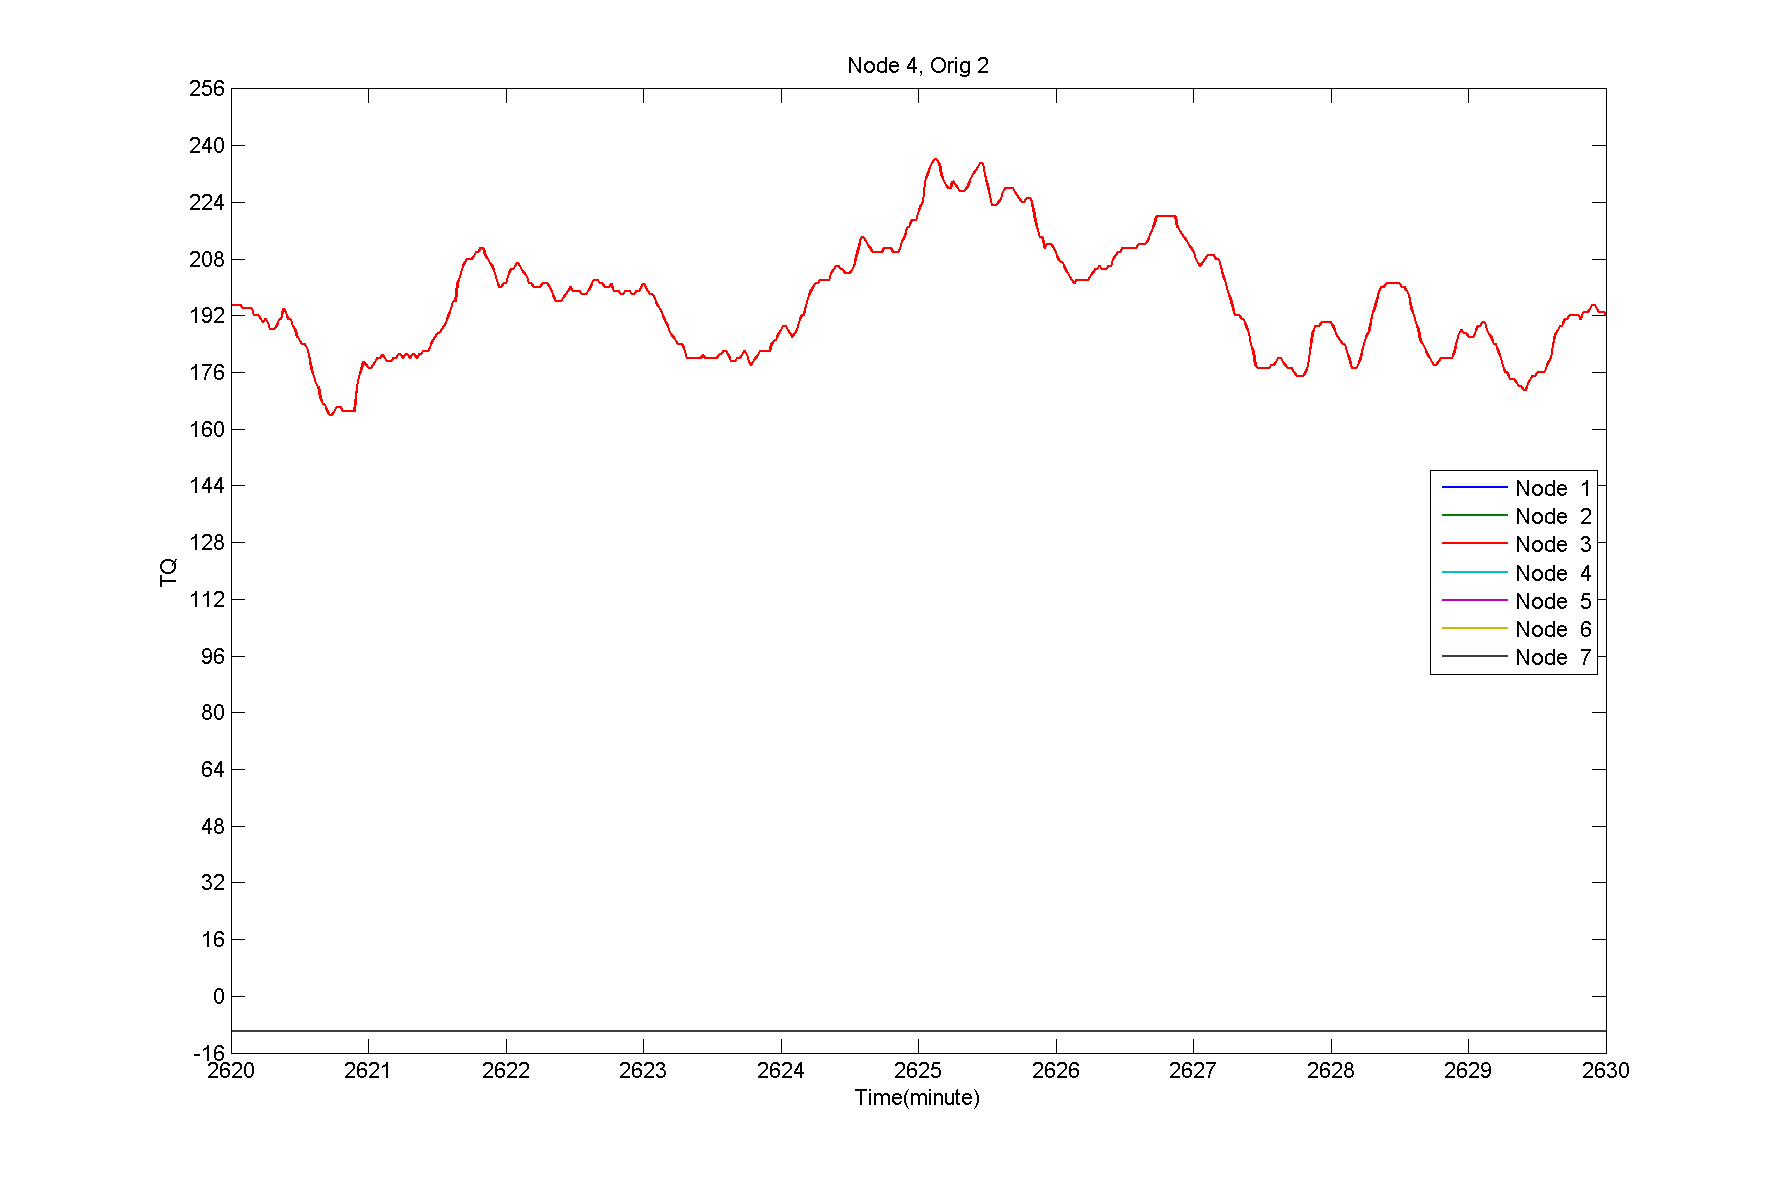 Node 4, Orig 2
256
240
224
208
192
176
160
144
128
112
96
80
64
48
32
16
0
-16
TQ
Node 1
Node 2
Node 3
Node 4
Node 5
Node 6
Node 7
2620 2621 2622 2623 2624 2625 2626 2627 2628 2629 2630
Time(minute)